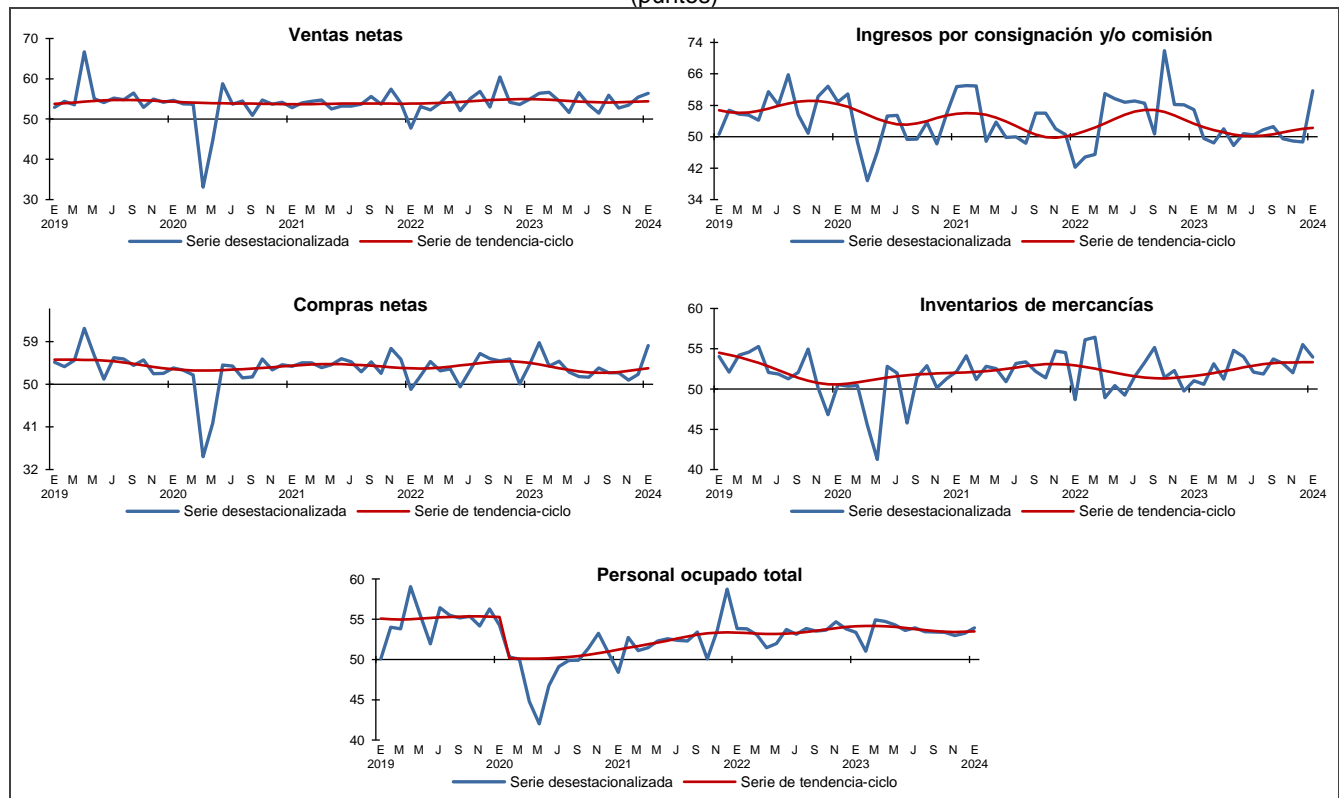 (puntos)
Ventas netas
70
60
50
40
30
E M M J S N E M M J S N E M M J S N E M M J S N E M M J S N E
2019 2020 2021 2022 2023 2024
Serie desestacionalizada Serie de tendencia-ciclo
Ingresos por consignación y/o comisión
74
66
58
50
42
34
E M M J S N E M M J S N E M M J S N E M M J S N E M M J S N E
2019 2020 2021 2022 2023 2024
Serie desestacionalizada Serie de tendencia-ciclo
Compras netas
59
50
41
32
E M M J S N E M M J S N E M M J S N E M M J S N E M M J S N E
2019 2020 2021 2022 2023 2024
Serie desestacionalizada Serie de tendencia-ciclo
Inventarios de mercancías
60
55
50
45
40
E M M J S N E M M J S N E M M J S N E M M J S N E M M J S N E
2019 2020 2021 2022 2023 2024
Serie desestacionalizada Serie de tendencia-ciclo
Personal ocupado total
60
55
50
45
40
E M M J S N E M M J S N E M M J S N E M M J S N E M M J S N E
2019 2020 2021 2022 2023 2024
Serie desestacionalizada Serie de tendencia-ciclo